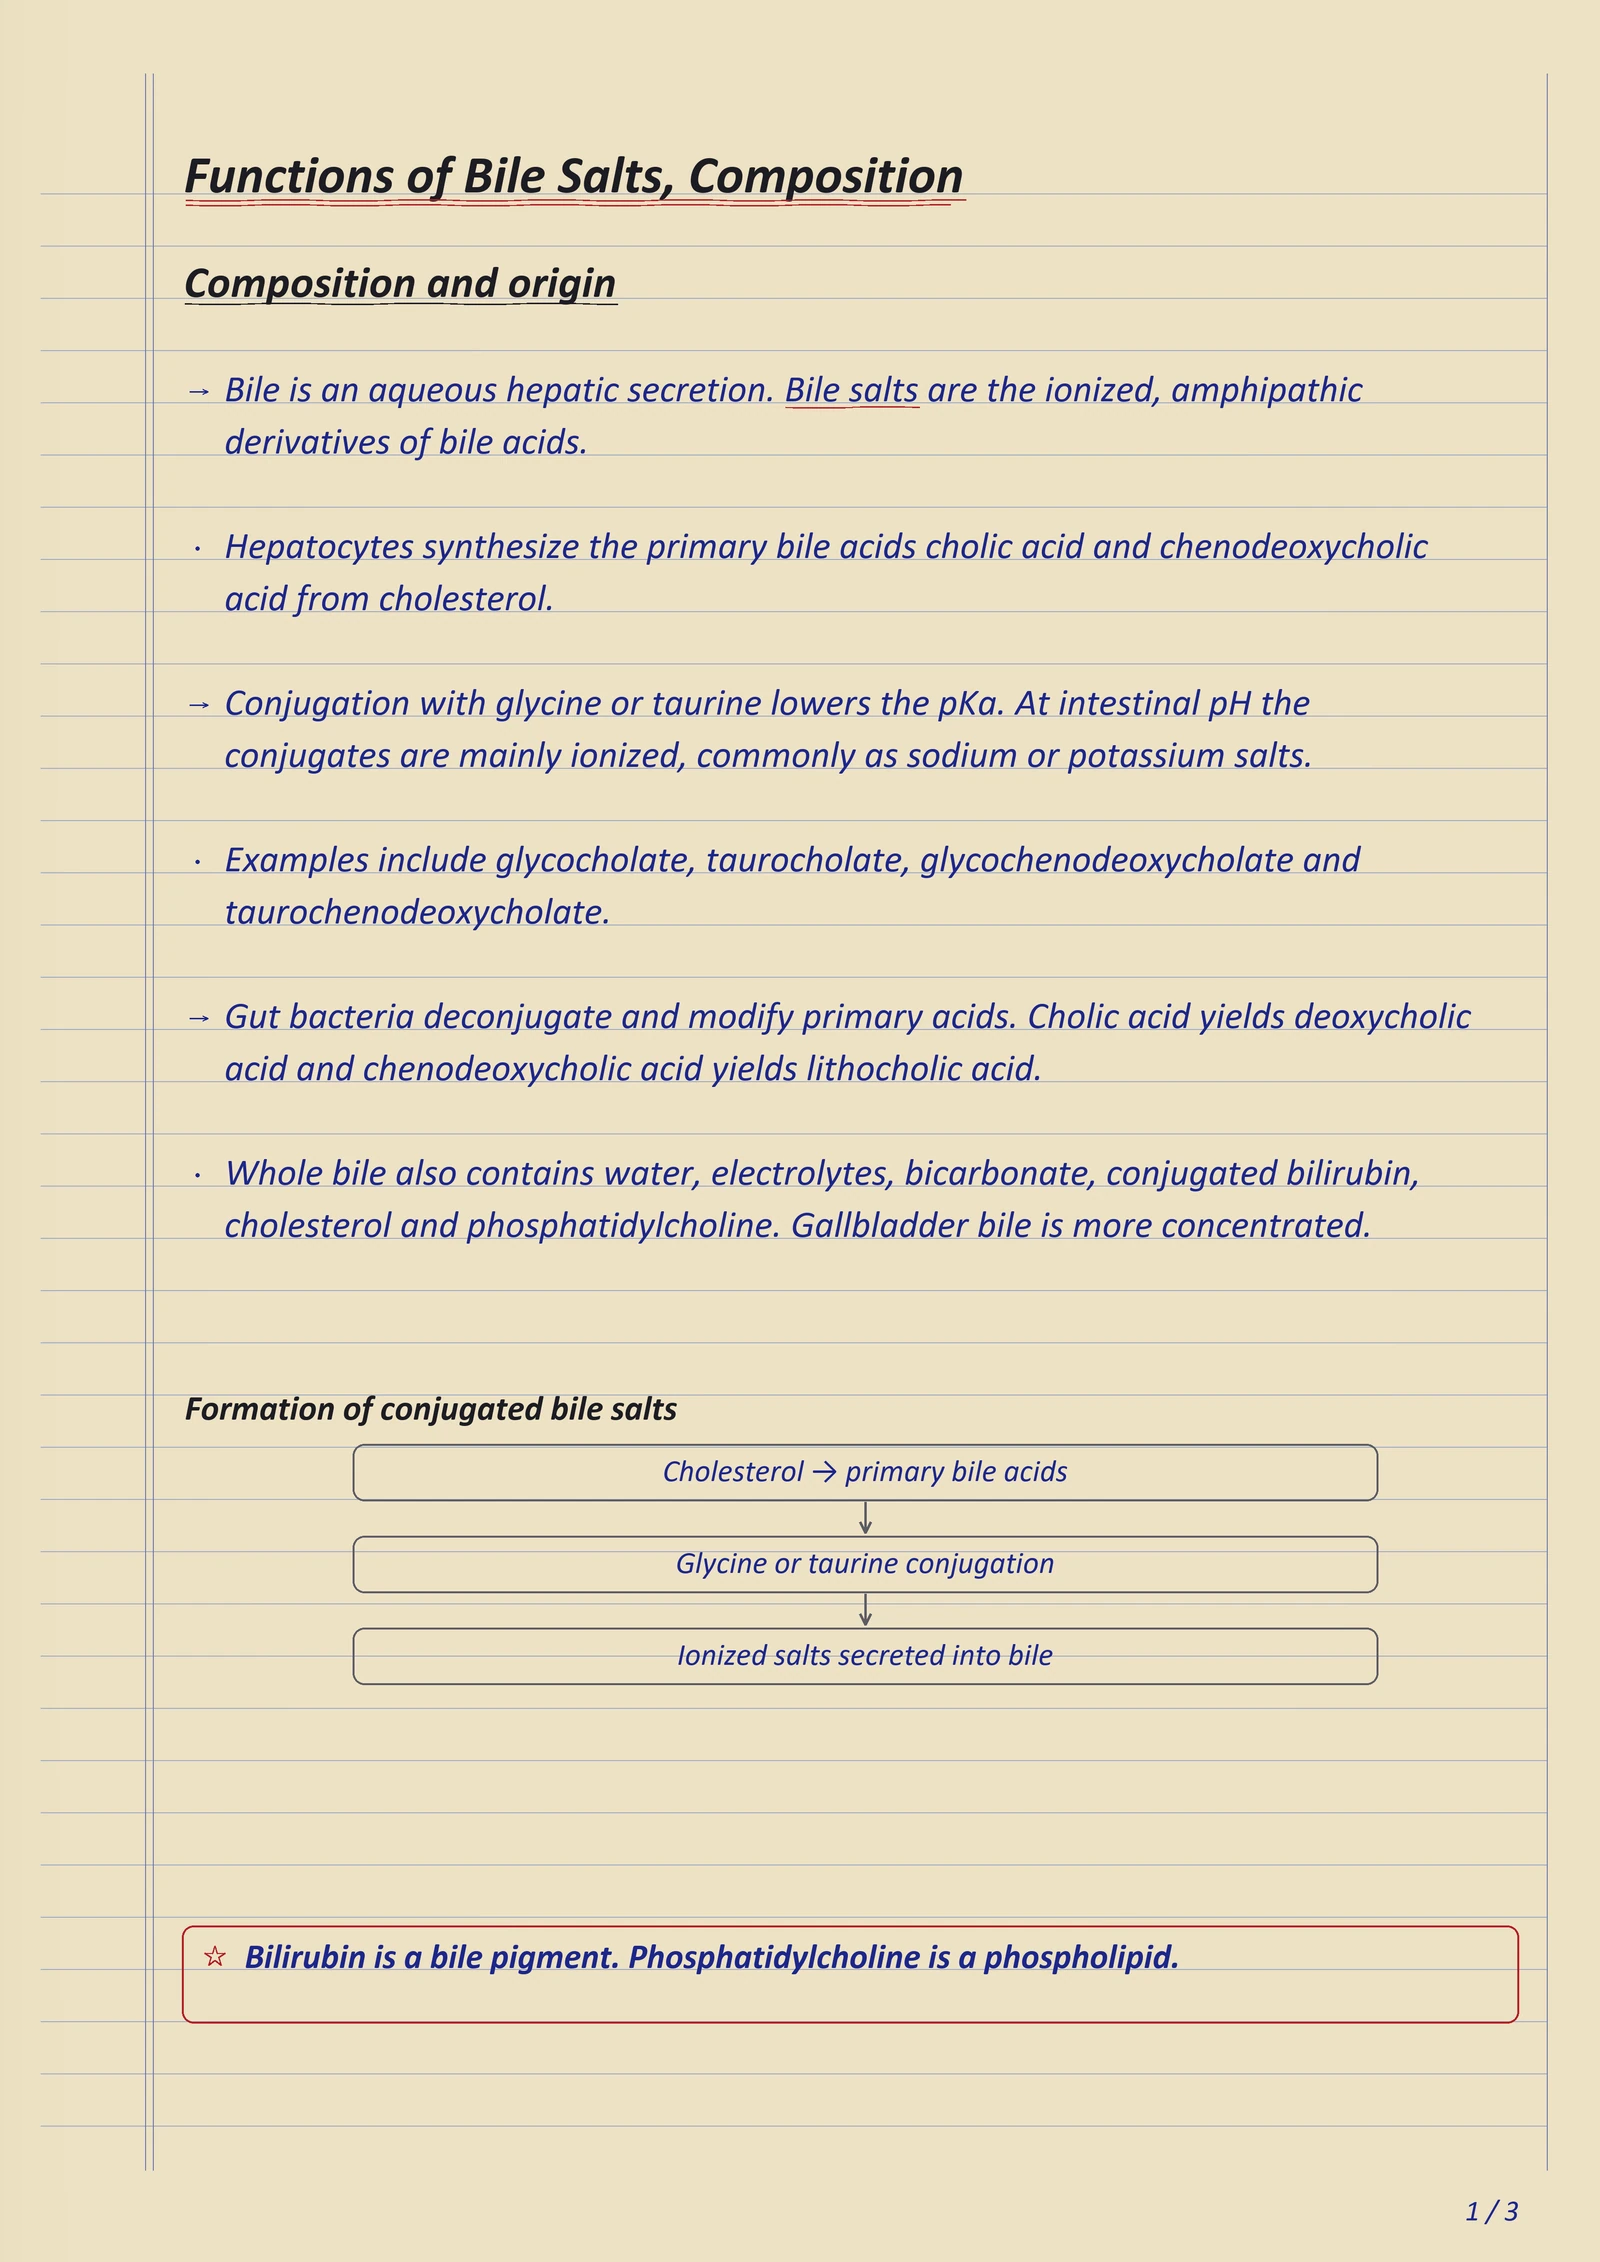 Functions of Bile Salts, Composition
Composition and origin
→ Bile is an aqueous hepatic secretion. Bile salts are the ionized, amphipathic
derivatives of bile acids.
· Hepatocytes synthesize the primary bile acids cholic acid and chenodeoxycholic
acid from cholesterol.
→ Conjugation with glycine or taurine lowers the pKa. At intestinal pH the
conjugates are mainly ionized, commonly as sodium or potassium salts.
· Examples include glycocholate, taurocholate, glycochenodeoxycholate and
taurochenodeoxycholate.
→ Gut bacteria deconjugate and modify primary acids. Cholic acid yields deoxycholic
acid and chenodeoxycholic acid yields lithocholic acid.
· Whole bile also contains water, electrolytes, bicarbonate, conjugated bilirubin,
cholesterol and phosphatidylcholine. Gallbladder bile is more concentrated.
Formation of conjugated bile salts
Cholesterol → primary bile acids
Glycine or taurine conjugation
Ionized salts secreted into bile
☆ Bilirubin is a bile pigment. Phosphatidylcholine is a phospholipid.
1 / 3